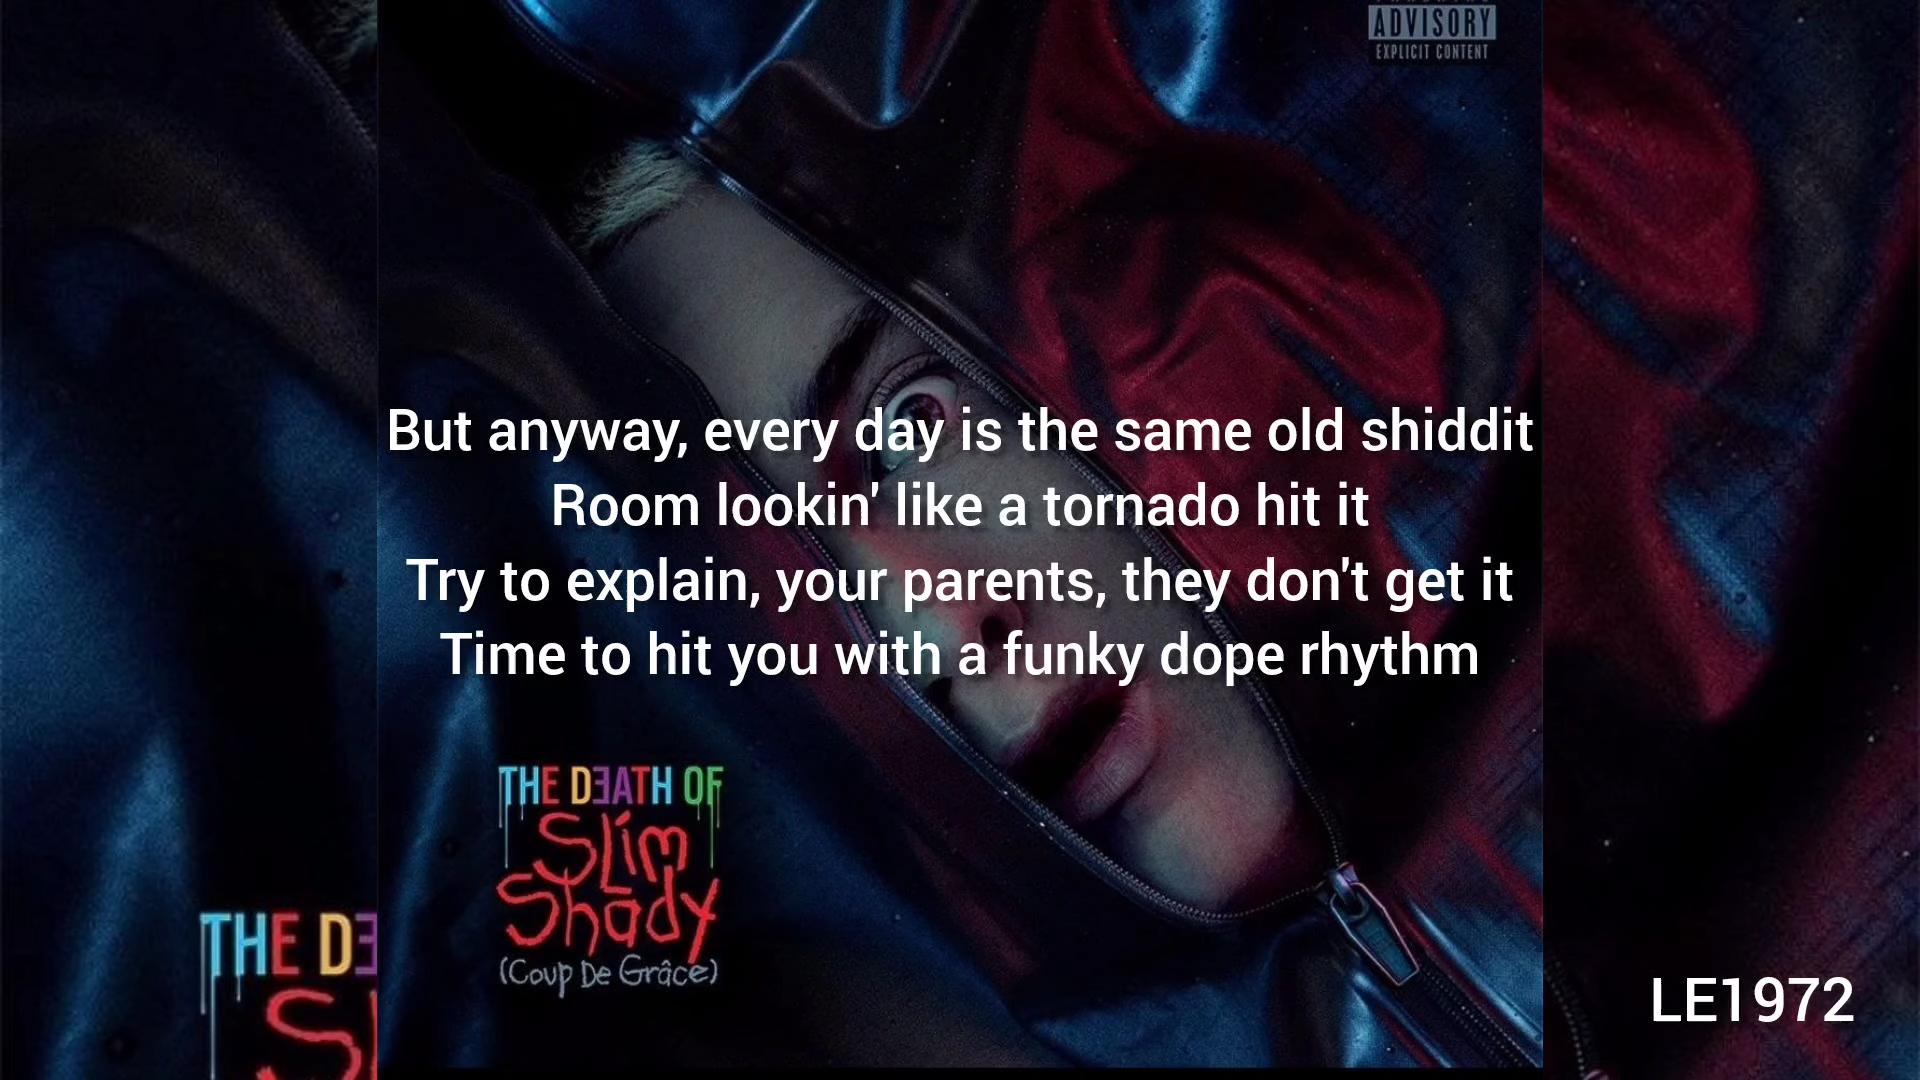 ADVISORY
EXPLICIT CONTENT
But anyway, every day is the same old shiddit
Room lookin' like a tornado hit it
Try to explain, your parents, they don't get it
Time to hit you with a funky dope rhythm
THE DƎATH OF
Slim
Shady
(Coup De Grâce)
THE DƎ
LE1972